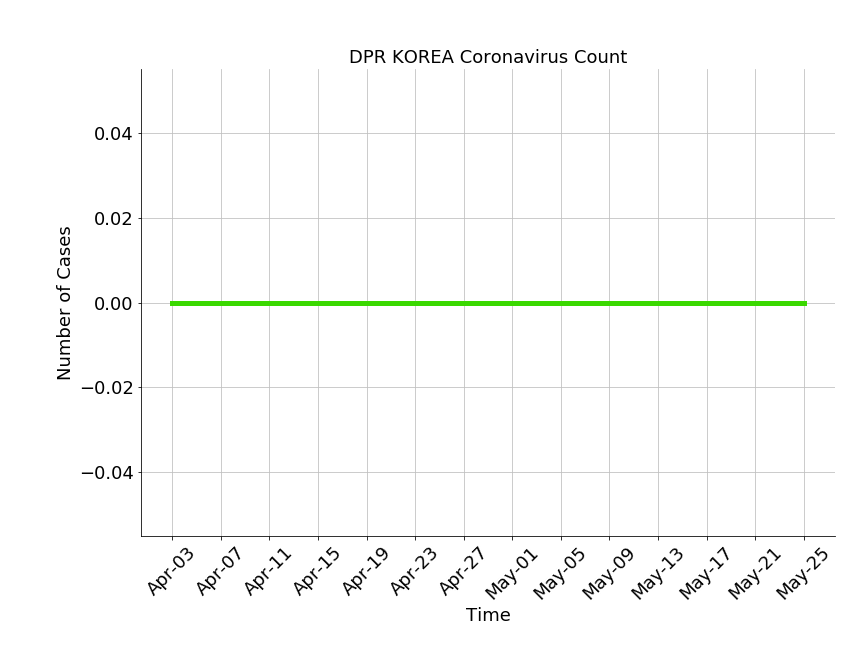 DPR KOREA Coronavirus Count
0.04
0.02
0.00
−0.02
−0.04
Number of Cases
Apr-03
Apr-07
Apr-11
Apr-15
Apr-19
Apr-23
Apr-27
May-01
May-05
May-09
May-13
May-17
May-21
May-25
Time